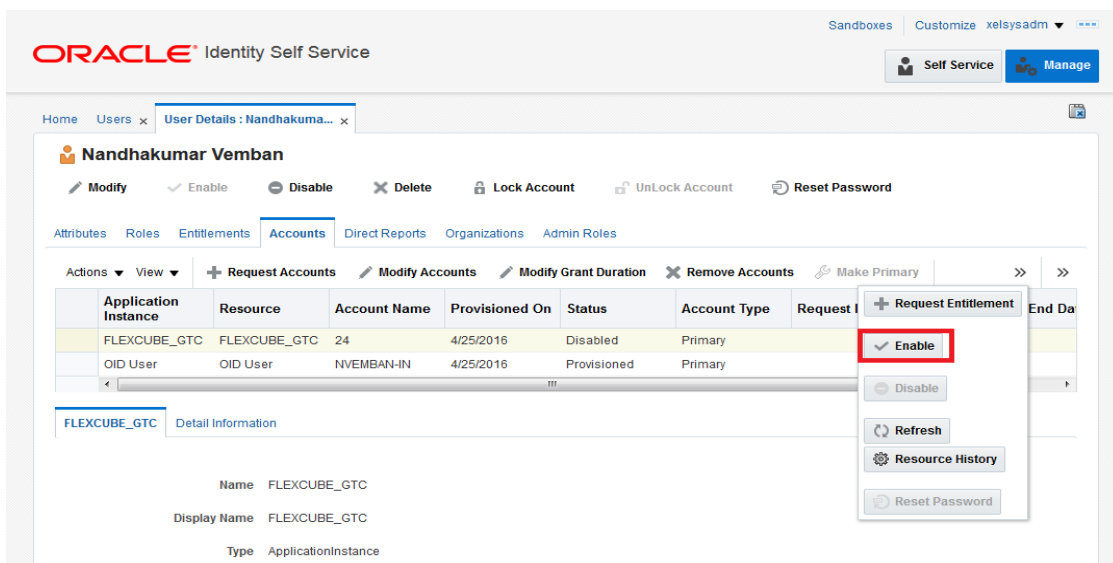 Sandboxes Customize xelsysadm
ORACLE Identity Self Service
Self Service Manage
Home Users User Details : Nandhakuma...
Nandhakumar Vemban
Modify Enable Disable Delete Lock Account UnLock Account Reset Password
Attributes Roles Entitlements Accounts Direct Reports Organizations Admin Roles
Actions View Request Accounts Modify Accounts Modify Grant Duration Remove Accounts Make Primary » »
Application Instance Resource Account Name Provisioned On Status Account Type Request End Da
FLEXCUBE_GTC FLEXCUBE_GTC 24 4/25/2016 Disabled Primary
OID User OID User NVEMBAN-IN 4/25/2016 Provisioned Primary
Request Entitlement
Enable
Disable
Refresh
Resource History
Reset Password
FLEXCUBE_GTC Detail Information
Name FLEXCUBE_GTC
Display Name FLEXCUBE_GTC
Type ApplicationInstance